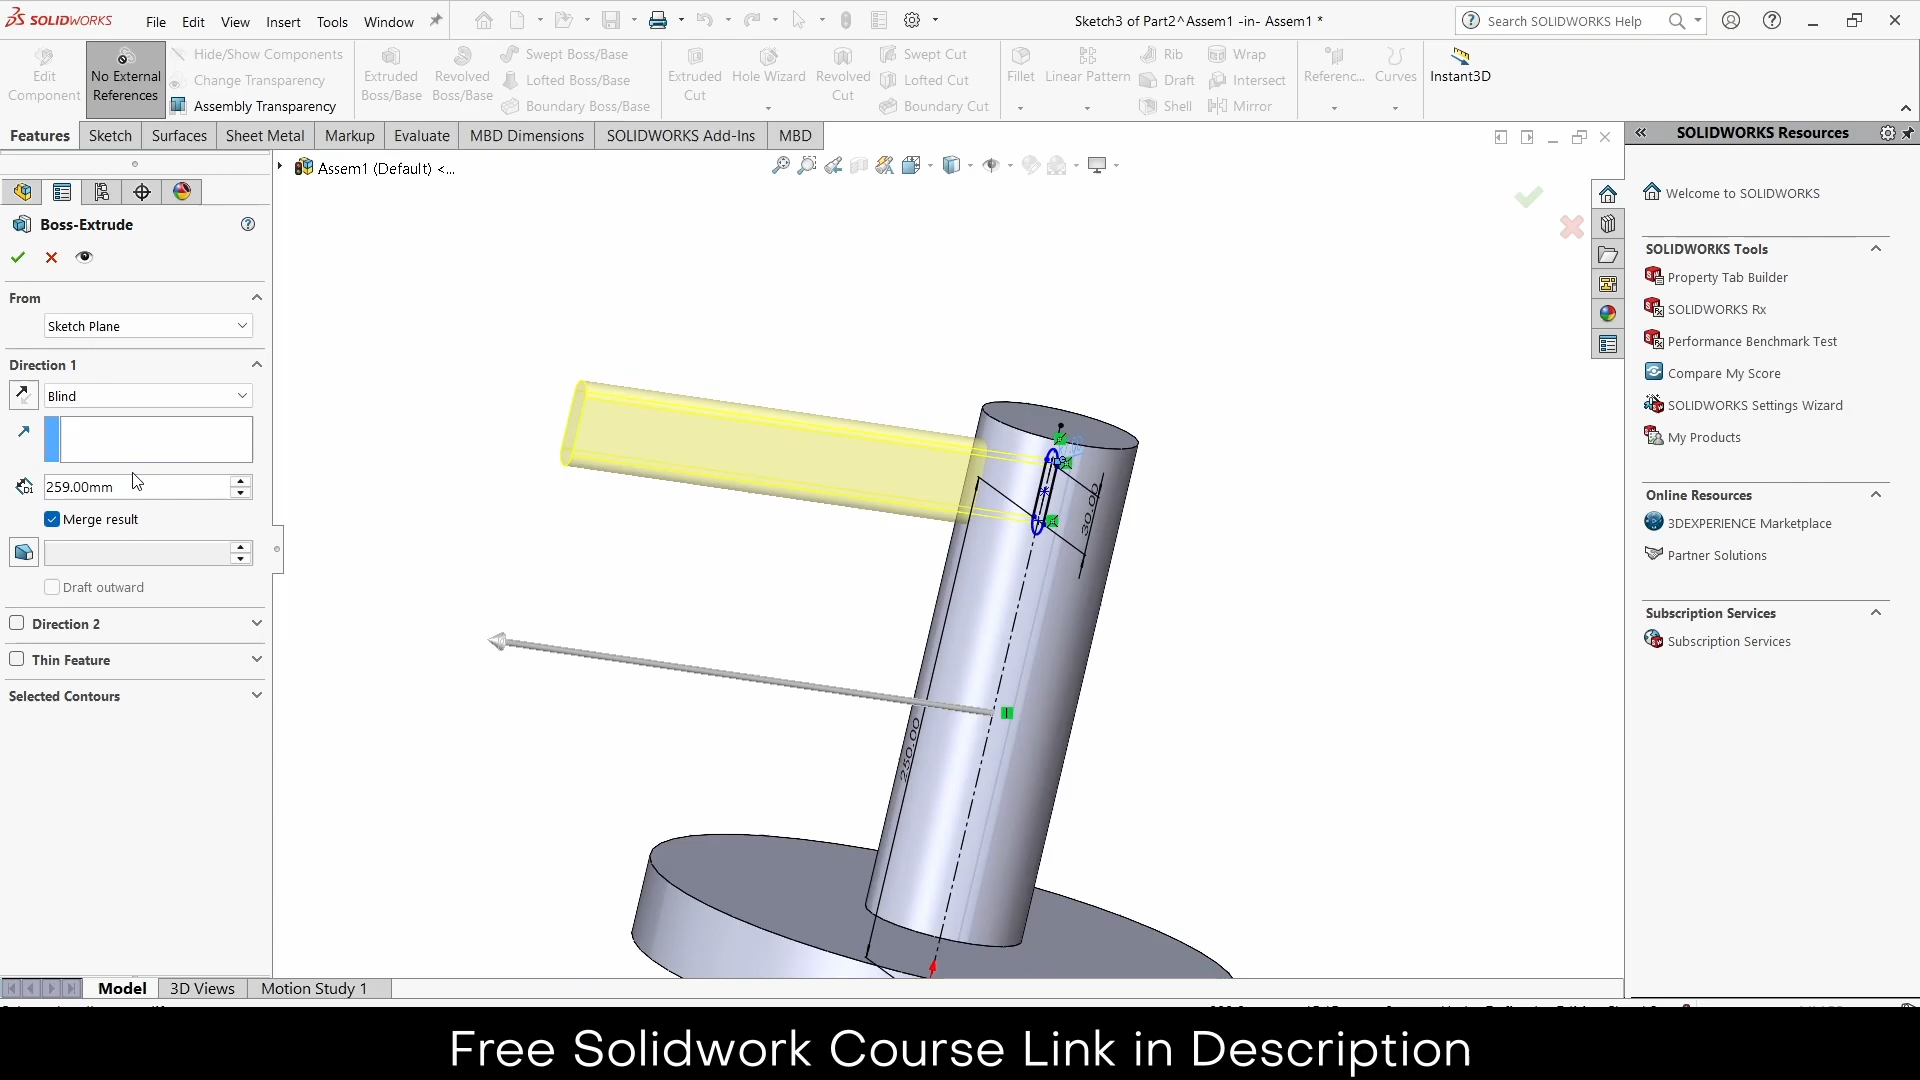 SOLIDWORKS File Edit View Insert Tools Window Sketch3 of Part2^Assem1 -in- Assem1 * Search SOLIDWORKS Help
Edit Component
No External References
Hide/Show Components
Change Transparency
Assembly Transparency
Extruded Boss/Base
Revolved Boss/Base
Swept Boss/Base
Lofted Boss/Base
Boundary Boss/Base
Extruded Cut
Hole Wizard
Revolved Cut
Swept Cut
Lofted Cut
Boundary Cut
Fillet
Linear Pattern
Rib
Draft
Shell
Wrap
Intersect
Mirror
Referenc...
Curves
Instant3D
Features Sketch Surfaces Sheet Metal Markup Evaluate MBD Dimensions SOLIDWORKS Add-Ins MBD
Assem1 (Default) <...
Boss-Extrude
From
Sketch Plane
Direction 1
Blind
259.00mm
Merge result
Draft outward
Direction 2
Thin Feature
Selected Contours
30.00
250.00
SOLIDWORKS Resources
Welcome to SOLIDWORKS
SOLIDWORKS Tools
Property Tab Builder
SOLIDWORKS Rx
Performance Benchmark Test
Compare My Score
SOLIDWORKS Settings Wizard
My Products
Online Resources
3DEXPERIENCE Marketplace
Partner Solutions
Subscription Services
Subscription Services
Model 3D Views Motion Study 1
Free Solidwork Course Link in Description